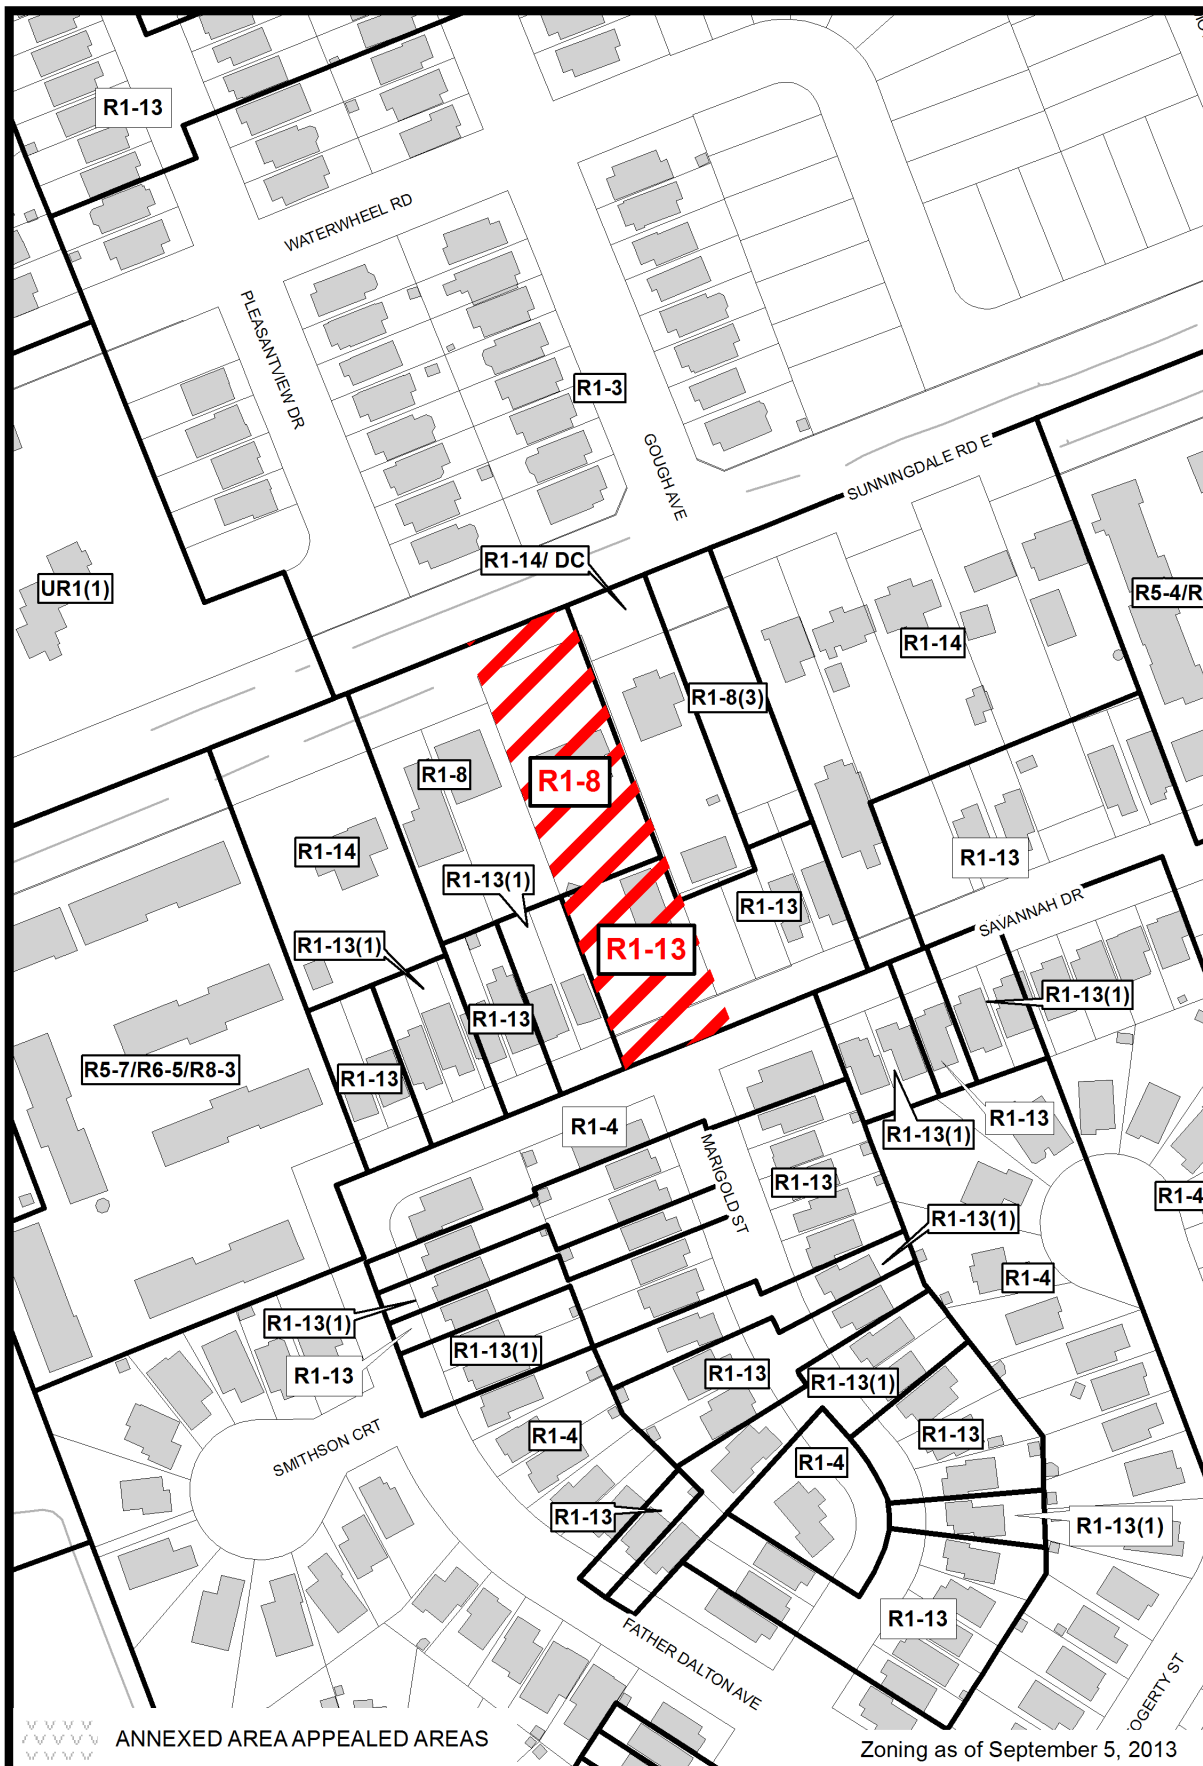 R1-13
WATERWHEEL RD
PLEASANTVIEW DR
R1-3
GOUGH AVE
SUNNINGDALE RD E
R1-14/ DC
UR1(1)
R5-4/R
R1-14
R1-8(3)
R1-8
R1-8
R1-14
R1-13
R1-13(1)
R1-13
SAVANNAH DR
R1-13(1)
R1-13
R1-13(1)
R1-13
R5-7/R6-5/R8-3
R1-13
R1-4
R1-13
R1-13(1)
MARIGOLD ST
R1-13
R1-4
R1-13(1)
R1-4
R1-13(1)
R1-13(1)
R1-13
R1-13
R1-13(1)
SMITHSON CRT
R1-4
R1-13
R1-4
R1-13
R1-13(1)
R1-13
FATHER DALTON AVE
OGERTY ST
ANNEXED AREA APPEALED AREAS
Zoning as of September 5, 2013